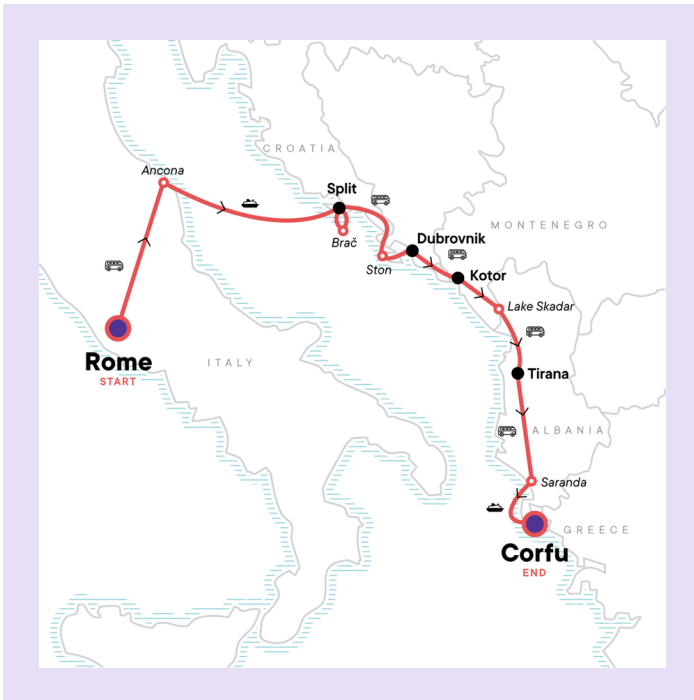 CROATIA
Ancona
Split
Brač
MONTENEGRO
Dubrovnik
Ston
Kotor
Lake Skadar
Rome
START
ITALY
Tirana
ALBANIA
Saranda
GREECE
Corfu
END